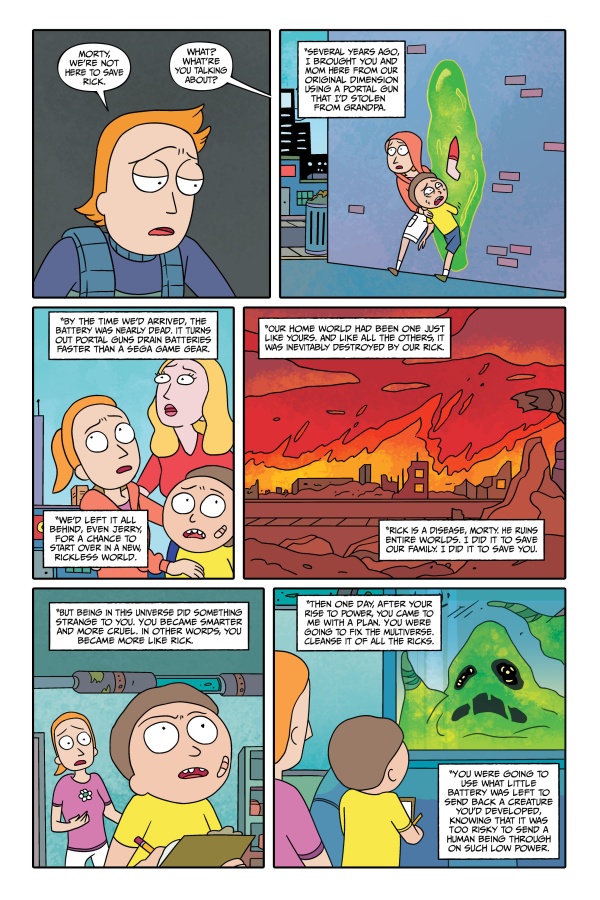 MORTY,
WE'RE NOT
HERE TO SAVE
RICK.
WHAT?
WHAT'RE
YOU TALKING
ABOUT?
"SEVERAL YEARS AGO,
I BROUGHT YOU AND
MOM HERE FROM OUR
ORIGINAL DIMENSION
USING A PORTAL GUN
THAT I'D STOLEN
FROM GRANDPA.
"BY THE TIME WE'D ARRIVED, THE
BATTERY WAS NEARLY DEAD. IT TURNS
OUT PORTAL GUNS DRAIN BATTERIES
FASTER THAN A SEGA GAME GEAR.
"WE'D LEFT IT ALL
BEHIND, EVEN JERRY,
FOR A CHANCE TO
START OVER IN A NEW,
RICKLESS WORLD.
"OUR HOME WORLD HAD BEEN ONE JUST
LIKE YOURS. AND LIKE ALL THE OTHERS, IT
WAS INEVITABLY DESTROYED BY OUR RICK.
"RICK IS A DISEASE, MORTY. HE RUINS
ENTIRE WORLDS. I DID IT TO SAVE
OUR FAMILY. I DID IT TO SAVE YOU.
"BUT BEING IN THIS UNIVERSE DID SOMETHING
STRANGE TO YOU. YOU BECAME SMARTER
AND MORE CRUEL. IN OTHER WORDS, YOU
BECAME MORE LIKE RICK.
"THEN ONE DAY, AFTER YOUR
RISE TO POWER, YOU CAME TO
ME WITH A PLAN. YOU WERE
GOING TO FIX THE MULTIVERSE.
CLEANSE IT OF ALL THE RICKS.
"YOU WERE GOING TO
USE WHAT LITTLE
BATTERY WAS LEFT TO
SEND BACK A CREATURE
YOU'D DEVELOPED,
KNOWING THAT IT WAS
TOO RISKY TO SEND A
HUMAN BEING THROUGH
ON SUCH LOW POWER.